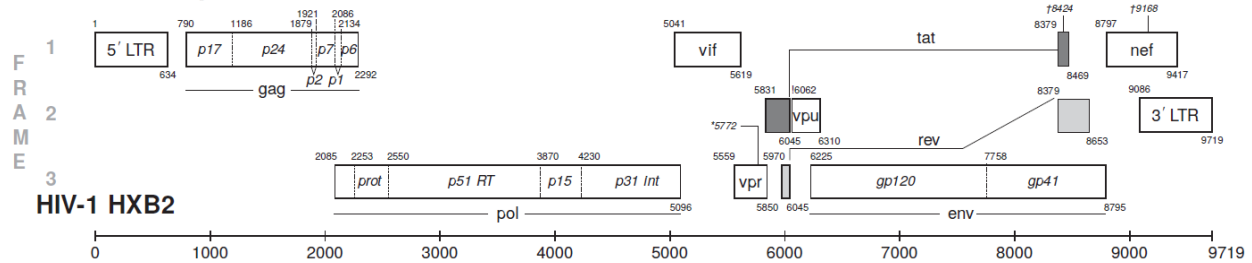 1 790 1186 1879 1921 2086 2134 5041 8379 †8424 8797 †9168
FRAME
1 5′ LTR p17 p24 p7 p6 vif tat nef
634 p2 p1 2292 5619 8469 9417
gag
5831 !6062 8379 9086
2 vpu 3′ LTR
*5772 6045 6310 rev 8653 9719
2085 2253 2550 3870 4230 5559 5970 6225 7758
3 prot p51 RT p15 p31 Int vpr gp120 gp41
HIV-1 HXB2 5096 5850 6045 8795
pol env
0 1000 2000 3000 4000 5000 6000 7000 8000 9000 9719